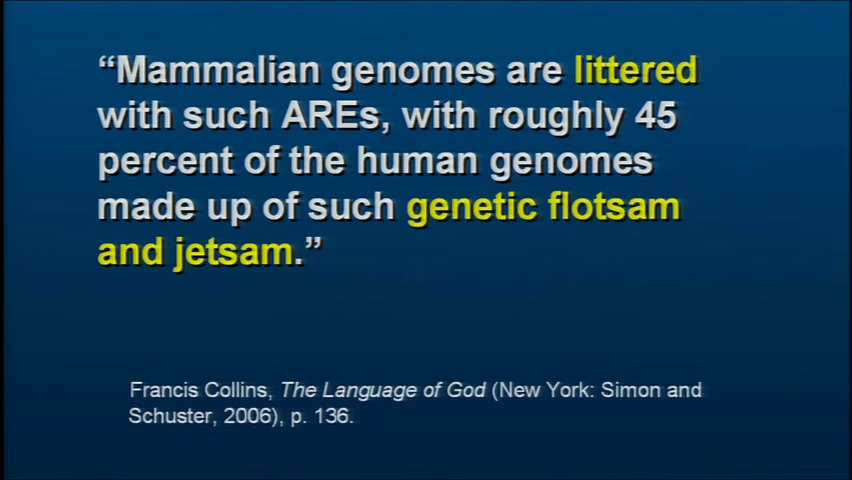 “Mammalian genomes are littered
with such AREs, with roughly 45
percent of the human genomes
made up of such genetic flotsam
and jetsam.”
Francis Collins, The Language of God (New York: Simon and
Schuster, 2006), p. 136.